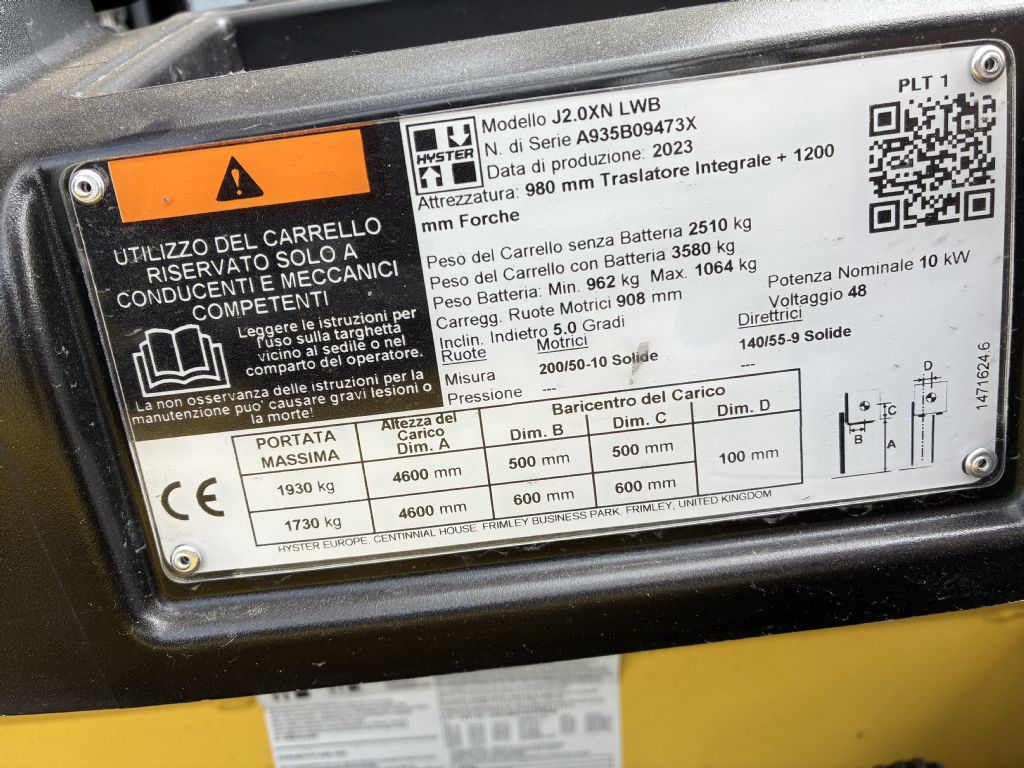 PLT 1
HYSTER
Modello J2.0XN LWB
N. di Serie A935B09473X
Data di produzione: 2023
Attrezzatura: 980 mm Traslatore Integrale + 1200
mm Forche
Peso del Carrello senza Batteria 2510 kg
Peso del Carrello con Batteria 3580 kg
Peso Batteria: Min. 962 kg Max. 1064 kg
Potenza Nominale 10 kW
Carregg. Ruote Motrici 908 mm
Voltaggio 48
Inclin. Indietro 5.0 Gradi
Ruote Motrici Direttrici
Misura 200/50-10 Solide 140/55-9 Solide
Pressione --- ---
UTILIZZO DEL CARRELLO
RISERVATO SOLO A
CONDUCENTI E MECCANICI
COMPETENTI
Leggere le istruzioni per
l'uso sulla targhetta
vicino al sedile o nel
comparto del operatore.
La non osservanza delle istruzioni per la
manutenzione puo' causare gravi lesioni o
la morte!
PORTATA MASSIMA
Altezza del Carico Dim. A
Baricentro del Carico
Dim. B Dim. C Dim. D
1930 kg 4600 mm 500 mm 500 mm 100 mm
1730 kg 4600 mm 600 mm 600 mm
CE
HYSTER EUROPE, CENTINNIAL HOUSE, FRIMLEY BUSINESS PARK, FRIMLEY, UNITED KINGDOM
D
C
B
A
1471624.6